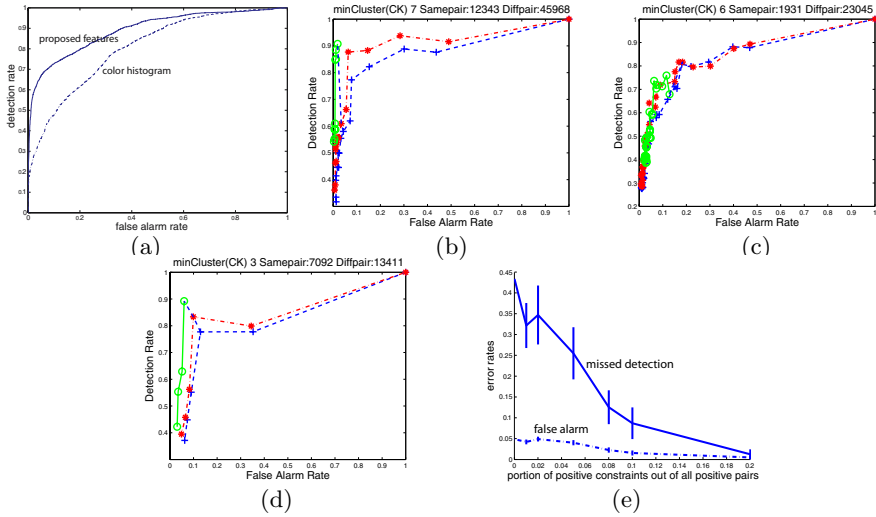 proposed features
color histogram
detection rate
1
0.9
0.8
0.7
0.6
0.5
0.4
0.3
0.2
0.1
0
0 0.2 0.4 0.6 0.8 1
false alarm rate
(a)
minCluster(CK) 7 Samepair:12343 Diffpair:45968
Detection Rate
1
0.9
0.8
0.7
0.6
0.5
0.4
0.3
0 0.1 0.2 0.3 0.4 0.5 0.6 0.7 0.8 0.9 1
False Alarm Rate
(b)
minCluster(CK) 6 Samepair:1931 Diffpair:23045
Detection Rate
1
0.9
0.8
0.7
0.6
0.5
0.4
0.3
0.2
0 0.1 0.2 0.3 0.4 0.5 0.6 0.7 0.8 0.9 1
False Alarm Rate
(c)
minCluster(CK) 3 Samepair:7092 Diffpair:13411
Detection Rate
1
0.9
0.8
0.7
0.6
0.5
0.4
0 0.1 0.2 0.3 0.4 0.5 0.6 0.7 0.8 0.9 1
False Alarm Rate
(d)
error rates
0.45
0.4
0.35
0.3
0.25
0.2
0.15
0.1
0.05
0
missed detection
false alarm
0 0.02 0.04 0.06 0.08 0.1 0.12 0.14 0.16 0.18 0.2
portion of positive constraints out of all positive pairs
(e)